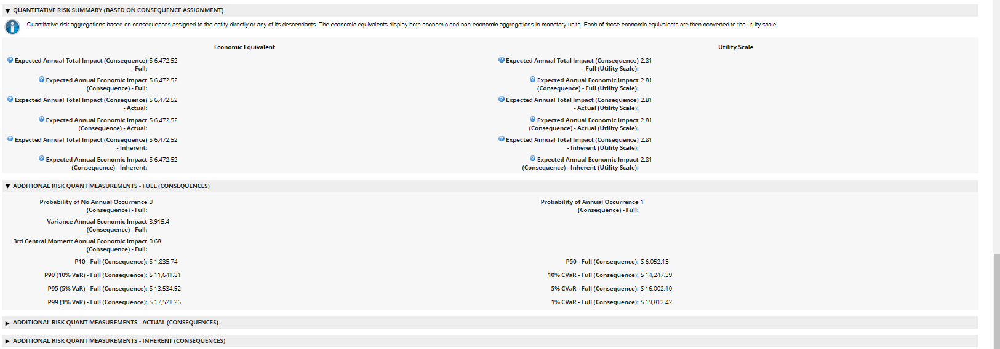 QUANTITATIVE RISK SUMMARY (BASED ON CONSEQUENCE ASSIGNMENT)
Quantitative risk aggregations based on consequences assigned to the entity directly or any of its descendants. The economic equivalents display both economic and non-economic aggregations in monetary units. Each of those economic equivalents are then converted to the utility scale.
Economic Equivalent
Utility Scale
Expected Annual Total Impact (Consequence) $ 6,472.52
- Full:
Expected Annual Total Impact (Consequence) 2.81
- Full (Utility Scale):
Expected Annual Economic Impact $ 6,472.52
(Consequence) - Full:
Expected Annual Economic Impact 2.81
(Consequence) - Full (Utility Scale):
Expected Annual Total Impact (Consequence) $ 6,472.52
- Actual:
Expected Annual Total Impact (Consequence) 2.81
- Actual (Utility Scale):
Expected Annual Economic Impact $ 6,472.52
(Consequence) - Actual:
Expected Annual Economic Impact 2.81
(Consequence) - Actual (Utility Scale):
Expected Annual Total Impact (Consequence) $ 6,472.52
- Inherent:
Expected Annual Total Impact (Consequence) 2.81
- Inherent (Utility Scale):
Expected Annual Economic Impact $ 6,472.52
(Consequence) - Inherent:
Expected Annual Economic Impact 2.81
(Consequence) - Inherent (Utility Scale):
ADDITIONAL RISK QUANT MEASUREMENTS - FULL (CONSEQUENCES)
Probability of No Annual Occurrence 0
(Consequence) - Full:
Probability of Annual Occurrence 1
(Consequence) - Full:
Variance Annual Economic Impact 3,915.4
(Consequence) - Full:
3rd Central Moment Annual Economic Impact 0.68
(Consequence) - Full:
P10 - Full (Consequence): $ 1,835.74
P50 - Full (Consequence): $ 6,052.13
P90 (10% VaR) - Full (Consequence): $ 11,641.81
10% CVaR - Full (Consequence): $ 14,247.39
P95 (5% VaR) - Full (Consequence): $ 13,534.92
5% CVaR - Full (Consequence): $ 16,002.10
P99 (1% VaR) - Full (Consequence): $ 17,521.26
1% CVaR - Full (Consequence): $ 19,812.42
ADDITIONAL RISK QUANT MEASUREMENTS - ACTUAL (CONSEQUENCES)
ADDITIONAL RISK QUANT MEASUREMENTS - INHERENT (CONSEQUENCES)